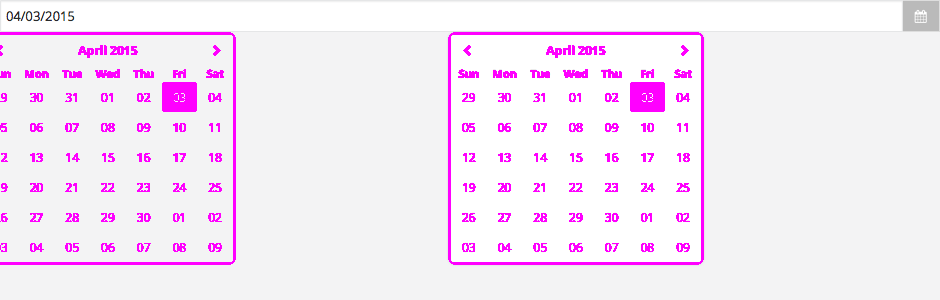 04/03/2015
April 2015
un Mon Tue Wed Thu Fri Sat
9 30 31 01 02 03 04
5 06 07 08 09 10 11
2 13 14 15 16 17 18
9 20 21 22 23 24 25
6 27 28 29 30 01 02
3 04 05 06 07 08 09
April 2015
Sun Mon Tue Wed Thu Fri Sat
29 30 31 01 02 03 04
05 06 07 08 09 10 11
12 13 14 15 16 17 18
19 20 21 22 23 24 25
26 27 28 29 30 01 02
03 04 05 06 07 08 09